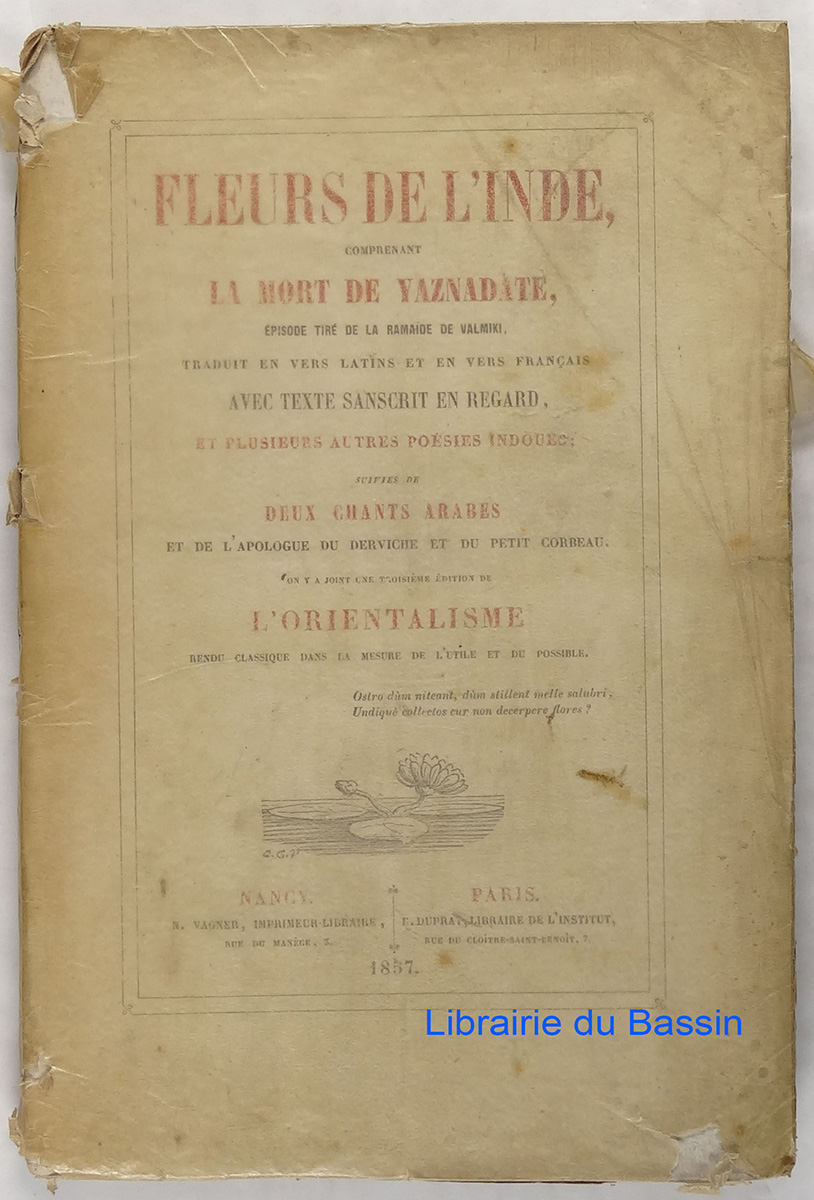 FLEURS DE L'INDE,
COMPRENANT
LA MORT DE YAZNADATE,
ÉPISODE TIRÉ DE LA RAMAIDE DE VALMIKI,
TRADUIT EN VERS LATINS ET EN VERS FRANÇAIS
AVEC TEXTE SANSCRIT EN REGARD,
ET PLUSIEURS AUTRES POÉSIES INDOUES;
SUIVIES DE
DEUX CHANTS ARABES
ET DE L'APOLOGUE DU DERVICHE ET DU PETIT CORBEAU.
ON Y A JOINT UNE TROISIÈME ÉDITION DE
L'ORIENTALISME
RENDU CLASSIQUE DANS LA MESURE DE L'UTILE ET DU POSSIBLE.
Ostro dùm niteant, dùm stillent melle salubri,
Undiquè collectos cur non decerpere flores?
NANCY.
N. VAGNER, IMPRIMEUR-LIBRAIRE,
RUE DU MANÈGE, 3.
PARIS.
B. DUPRAT, LIBRAIRE DE L'INSTITUT,
RUE DU CLOÎTRE-SAINT-BENOÎT, 7.
1857.
Librairie du Bassin